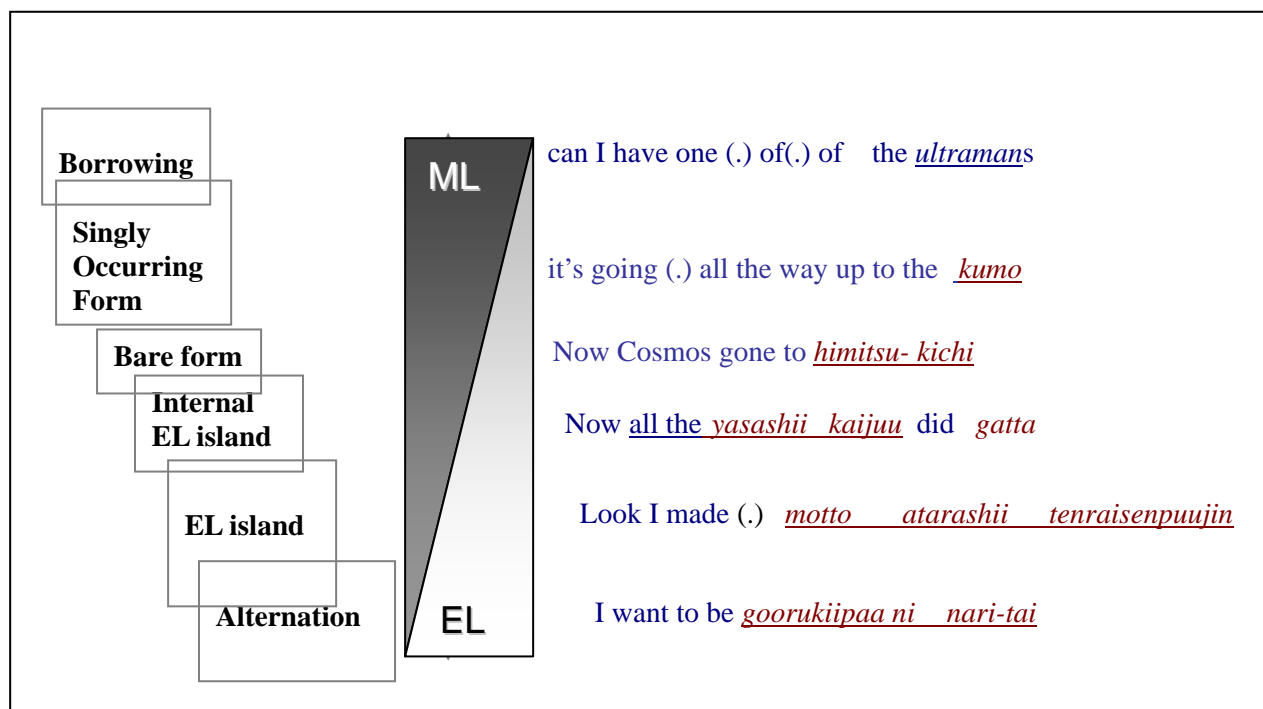 Borrowing
Singly
Occurring
Form
Bare form
Internal
EL island
EL island
Alternation
ML
EL
can I have one (.) of(.) of the ultramans
it's going (.) all the way up to the kumo
Now Cosmos gone to himitsu- kichi
Now all the yasashii kaijuu did gatta
Look I made (.) motto atarashii tenraisenpuujin
I want to be goorukiipaa ni nari-tai